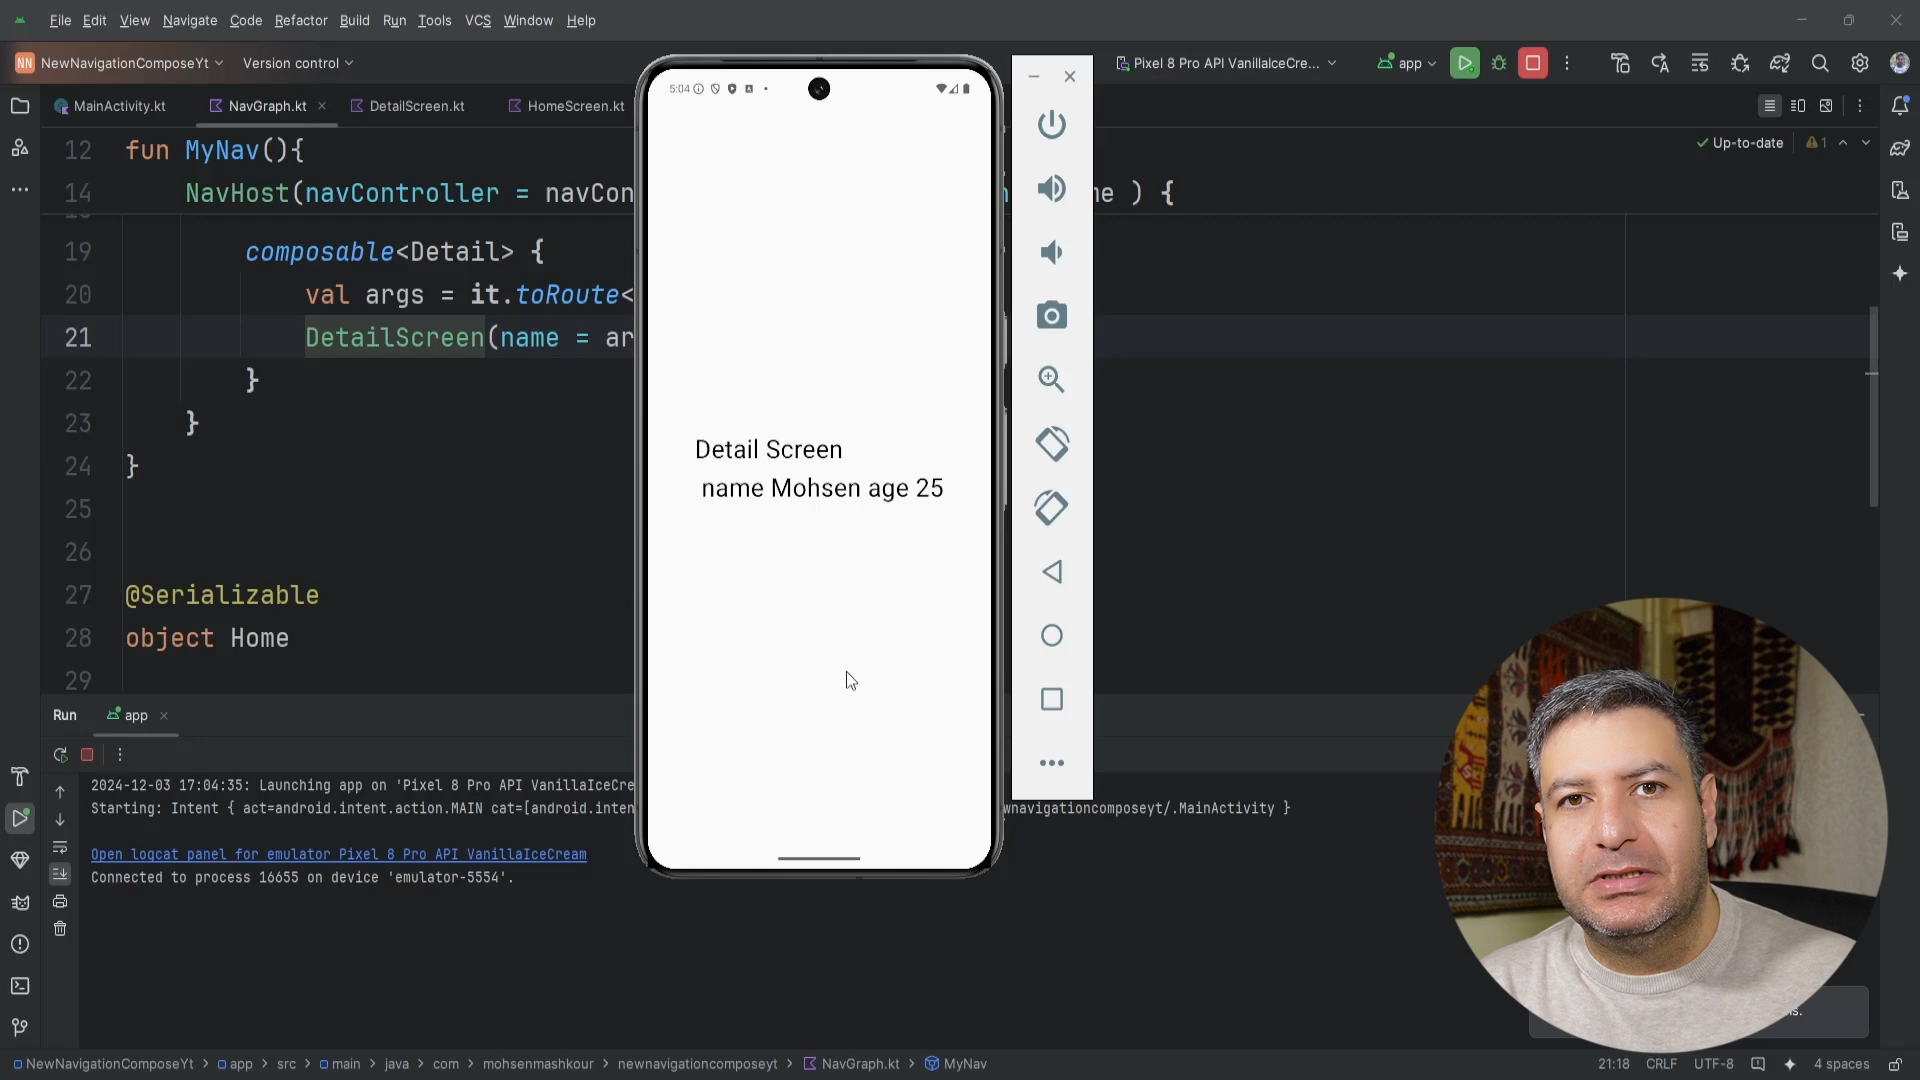 File Edit View Navigate Code Refactor Build Run Tools VCS Window Help
NN NewNavigationComposeYt Version control
Pixel 8 Pro API VanillaIceCre... app
MainActivity.kt NavGraph.kt DetailScreen.kt HomeScreen.kt
Up-to-date 1
12 fun MyNav(){
14 NavHost(navController = navCon
me ) {
19 composable<Detail> {
20 val args = it.toRoute<
21 DetailScreen(name = ar
22 }
23 }
24 }
25
26
27 @Serializable
28 object Home
29
5:04
Detail Screen
name Mohsen age 25
Run app
2024-12-03 17:04:35: Launching app on 'Pixel 8 Pro API VanillaIceCre
Starting: Intent { act=android.intent.action.MAIN cat=[android.inten
wnavigationcomposeyt/.MainActivity }
Open logcat panel for emulator Pixel 8 Pro API VanillaIceCream
Connected to process 16655 on device 'emulator-5554'.
s.
NewNavigationComposeYt > app > src > main > java > com > mohsenmashkour > newnavigationcomposeyt > NavGraph.kt > MyNav
21:18 CRLF UTF-8 4 spaces